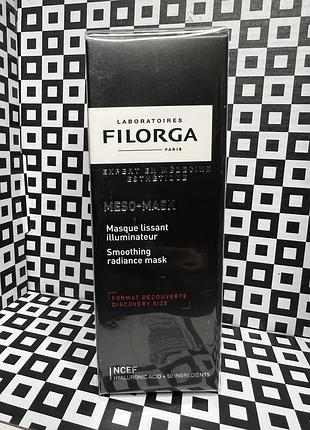 LABORATOIRES
FILORGA
PARIS
EXPERT EN MÉDECINE
ESTHÉTIQUE
MESO-MASK
Masque lissant
illuminateur
Smoothing
radiance mask
FORMAT DÉCOUVERTE
DISCOVERY SIZE
NCEF
HYALURONIC ACID + 50 INGREDIENTS